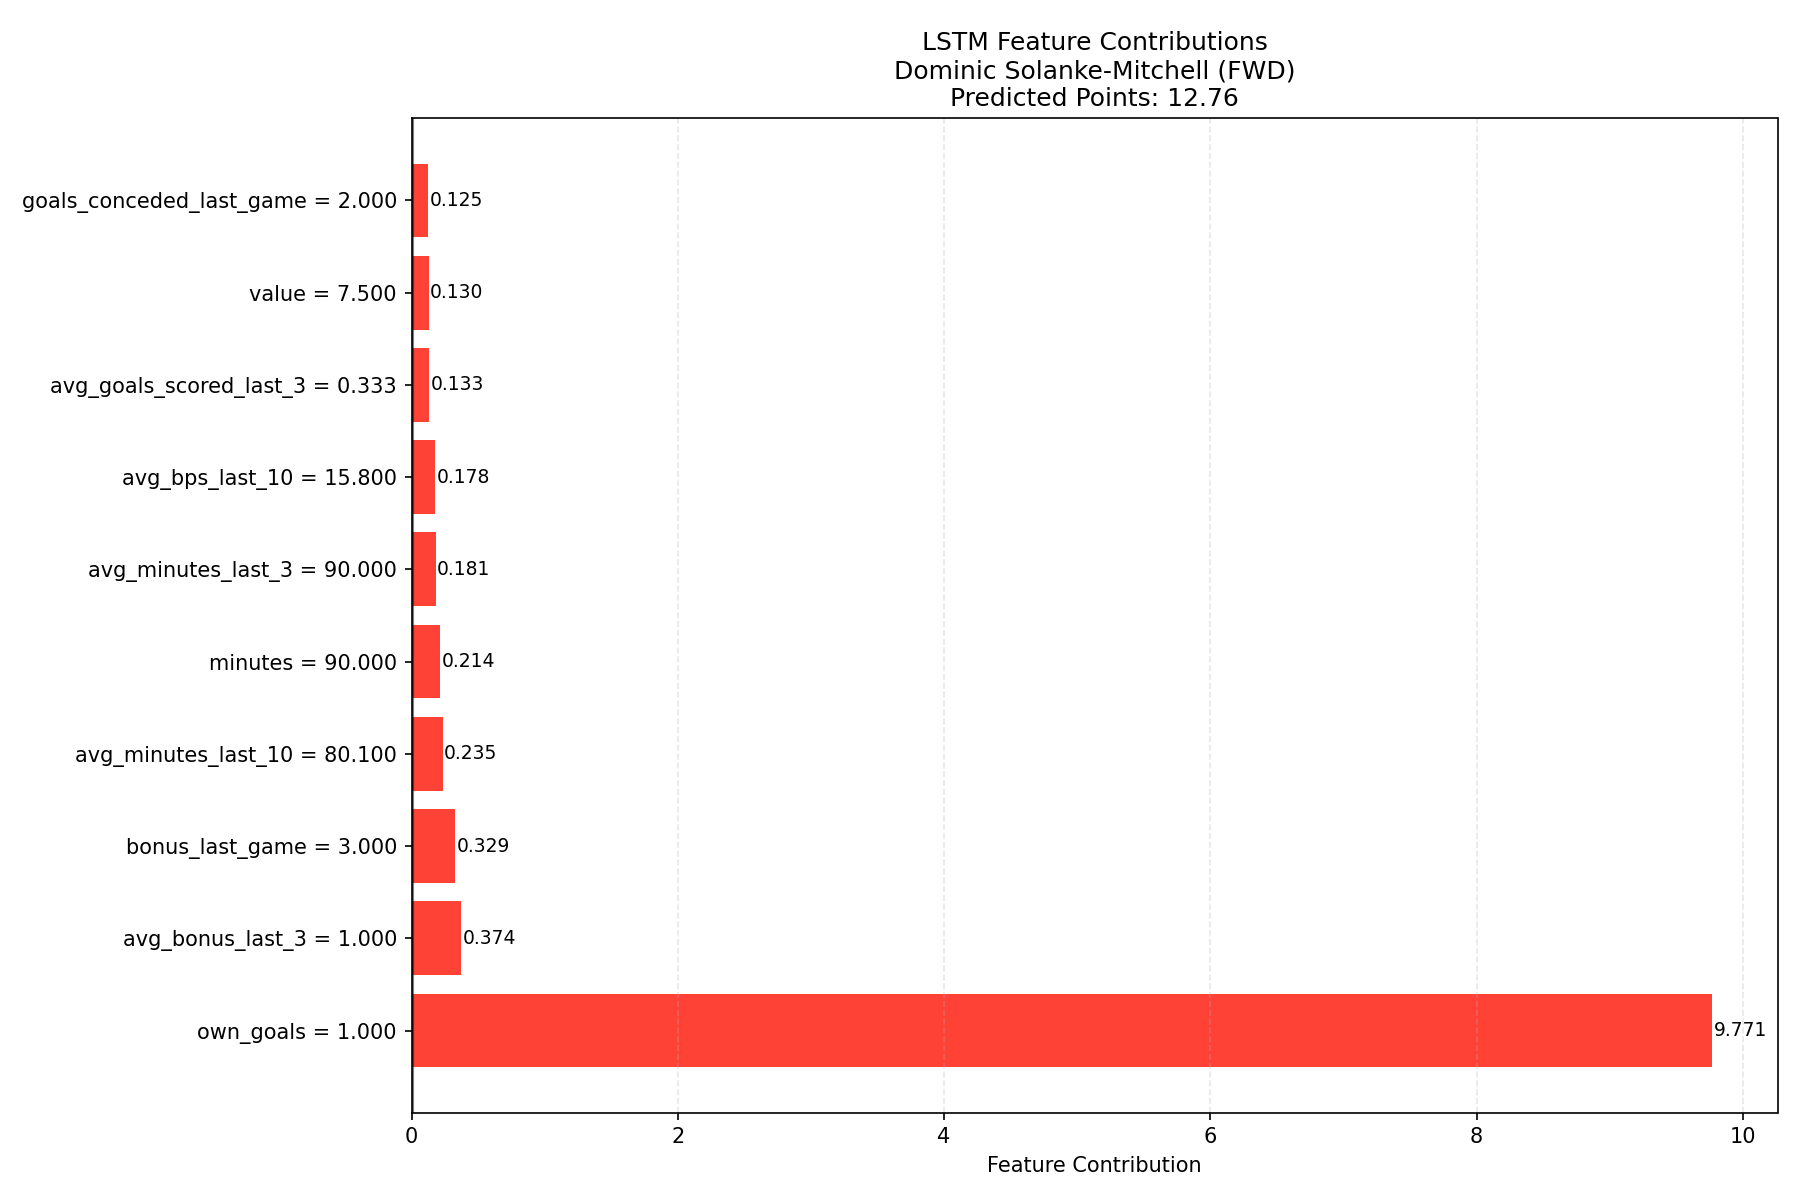 LSTM Feature Contributions
Dominic Solanke-Mitchell (FWD)
Predicted Points: 12.76
goals_conceded_last_game = 2.000 0.125
value = 7.500 0.130
avg_goals_scored_last_3 = 0.333 0.133
avg_bps_last_10 = 15.800 0.178
avg_minutes_last_3 = 90.000 0.181
minutes = 90.000 0.214
avg_minutes_last_10 = 80.100 0.235
bonus_last_game = 3.000 0.329
avg_bonus_last_3 = 1.000 0.374
own_goals = 1.000 9.771
0 2 4 6 8 10
Feature Contribution